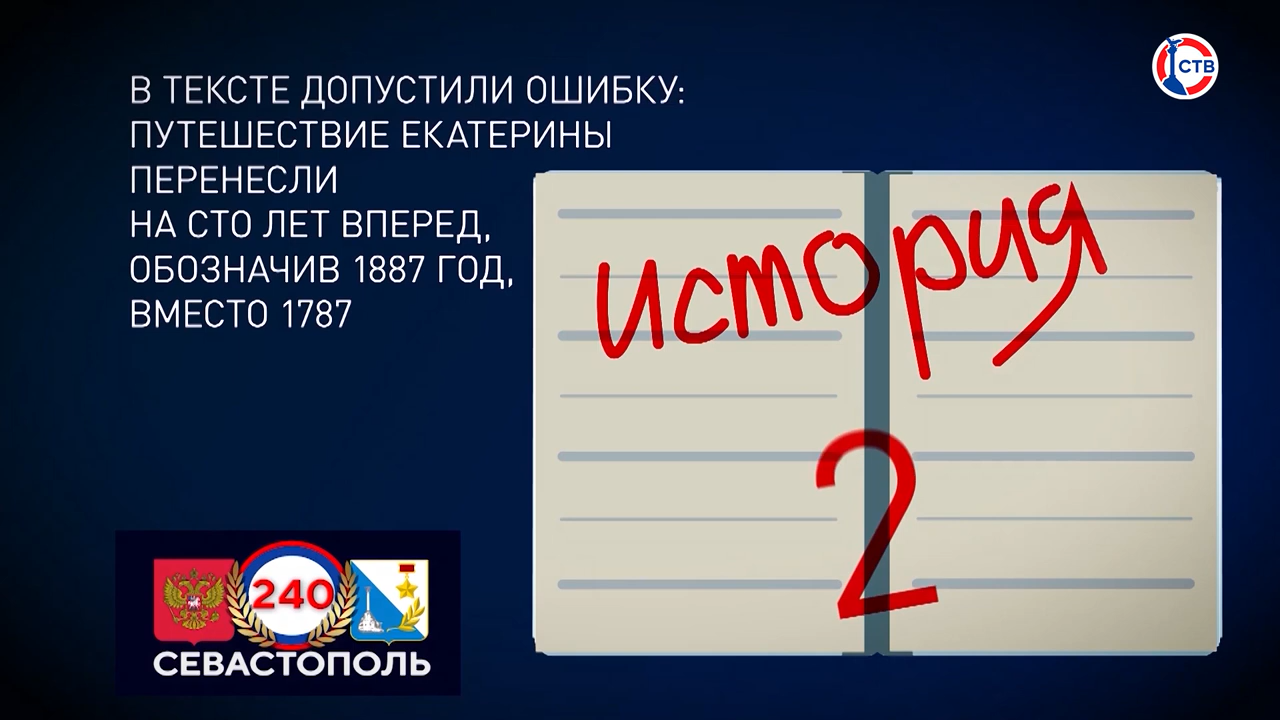 СТВ
В ТЕКСТЕ ДОПУСТИЛИ ОШИБКУ:
ПУТЕШЕСТВИЕ ЕКАТЕРИНЫ
ПЕРЕНЕСЛИ
НА СТО ЛЕТ ВПЕРЕД,
ОБОЗНАЧИВ 1887 ГОД,
ВМЕСТО 1787
история
2
240
СЕВАСТОПОЛЬ